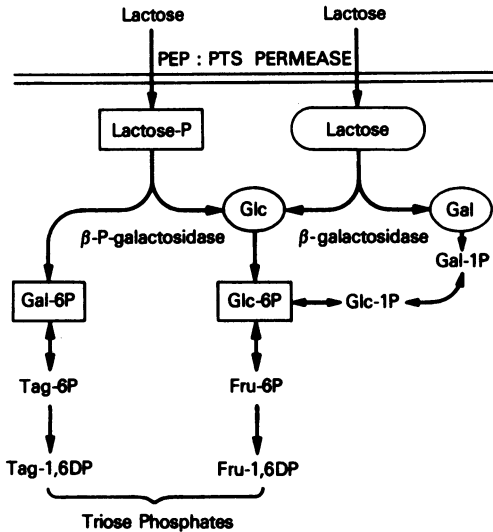 Lactose Lactose
PEP : PTS PERMEASE
Lactose-P Lactose
Glc Gal
β-P-galactosidase β-galactosidase
Gal-1P
Gal-6P Glc-6P Glc-1P
Tag-6P Fru-6P
Tag-1,6DP Fru-1,6DP
Triose Phosphates